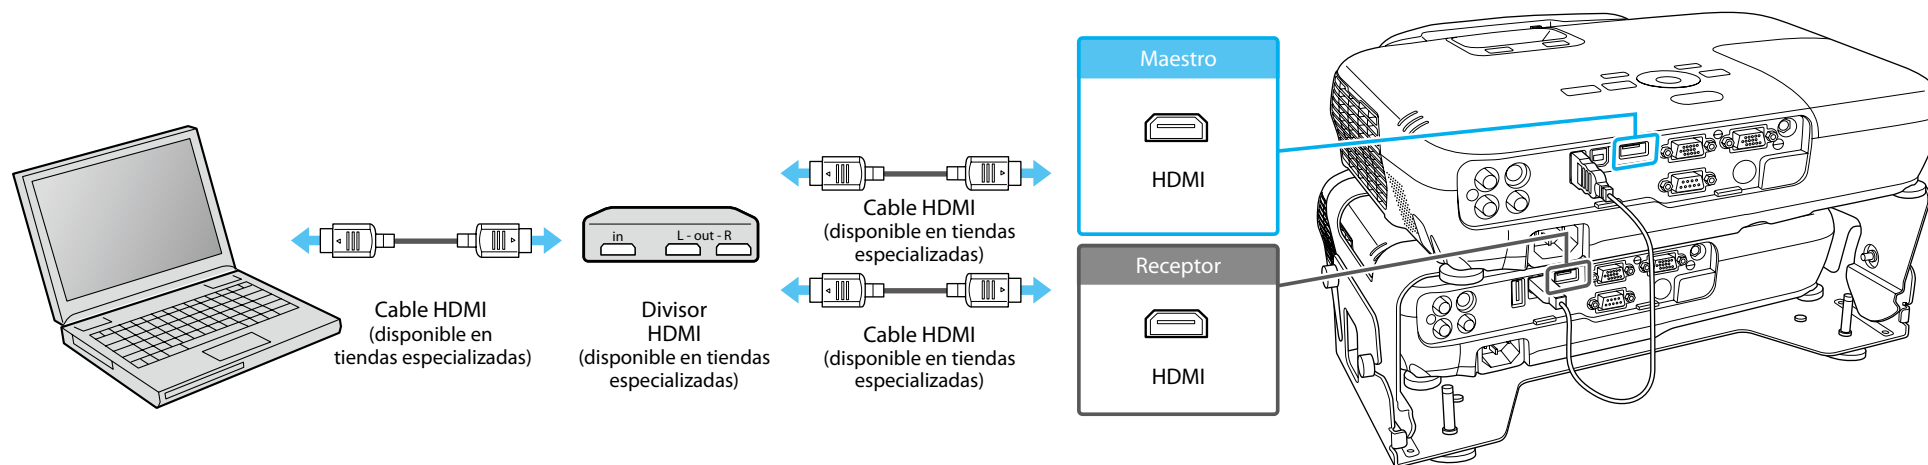 Cable HDMI
(disponible en
tiendas especializadas)
in
L - out - R
Divisor
HDMI
(disponible en tiendas
especializadas)
Cable HDMI
(disponible en tiendas
especializadas)
Cable HDMI
(disponible en tiendas
especializadas)
Maestro
HDMI
Receptor
HDMI